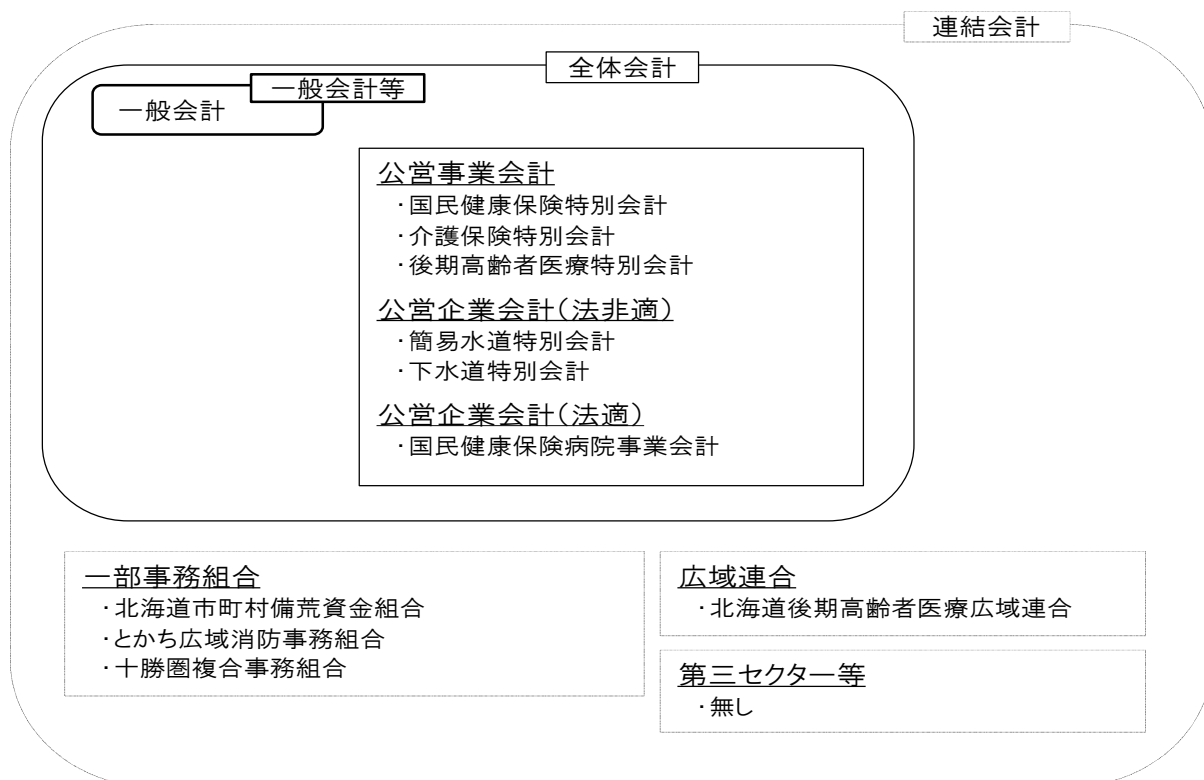 連結会計
全体会計
一般会計等
一般会計
公営事業会計
・国民健康保険特別会計
・介護保険特別会計
・後期高齢者医療特別会計
公営企業会計(法非適)
・簡易水道特別会計
・下水道特別会計
公営企業会計(法適)
・国民健康保険病院事業会計
一部事務組合
・北海道市町村備荒資金組合
・とかち広域消防事務組合
・十勝圏複合事務組合
広域連合
・北海道後期高齢者医療広域連合
第三セクター等
・無し